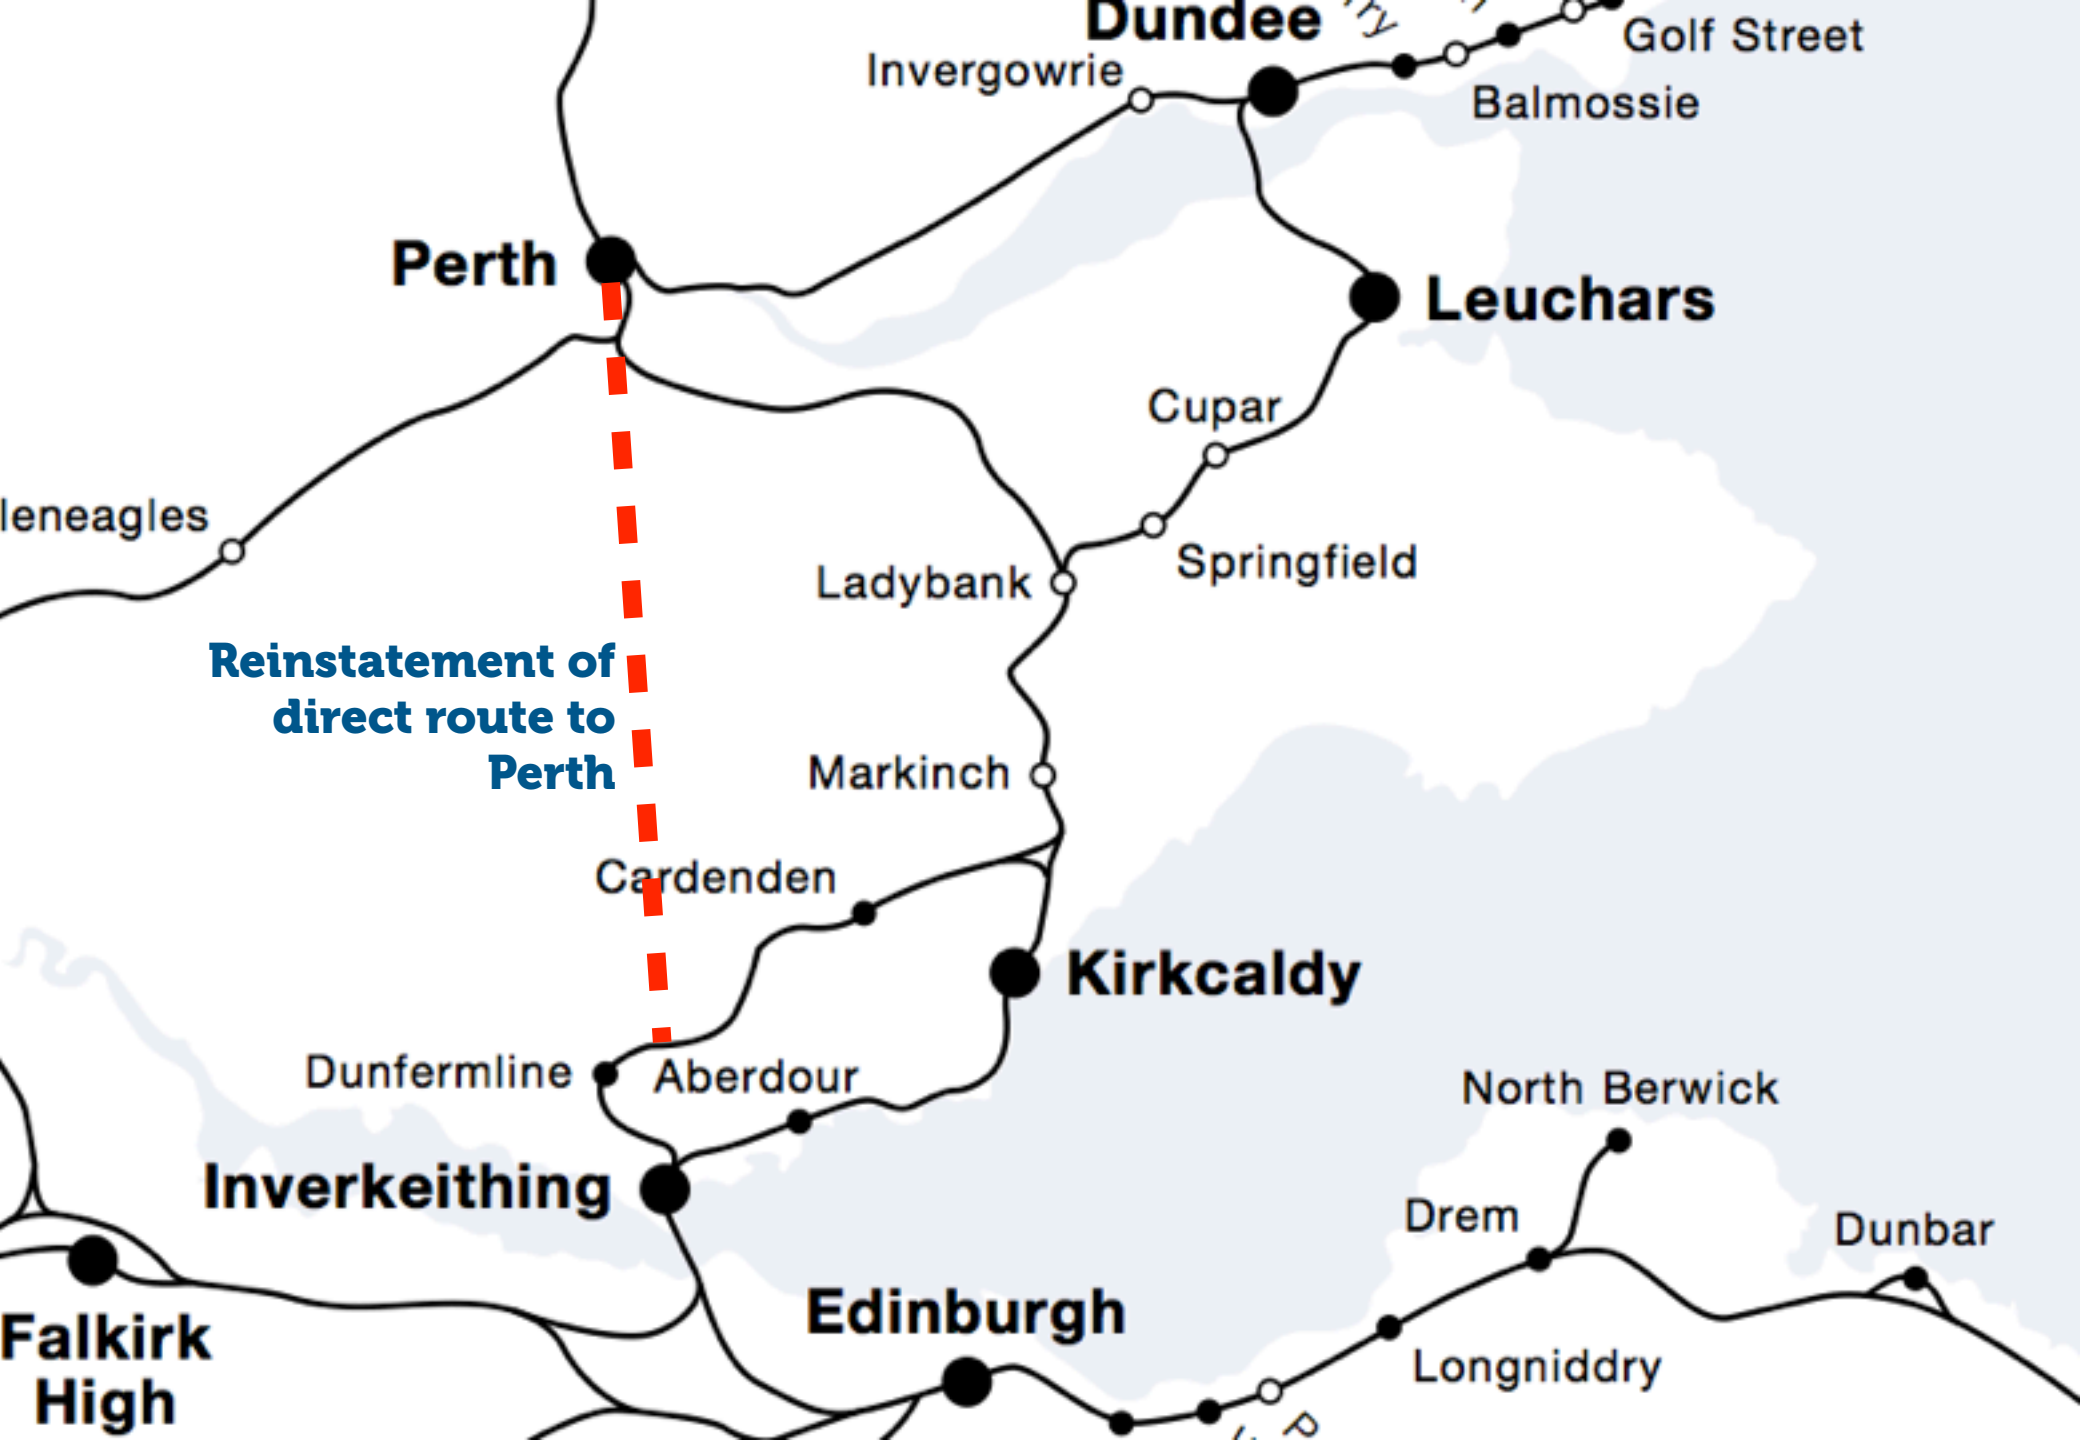 Dundee
ry
Golf Street
Invergowrie
Balmossie
Perth
Leuchars
Cupar
leneagles
Springfield
Ladybank
Reinstatement of
direct route to
Perth
Markinch
Cardenden
Kirkcaldy
Dunfermline
Aberdour
North Berwick
Inverkeithing
Drem
Dunbar
Edinburgh
Falkirk
High
Longniddry
P